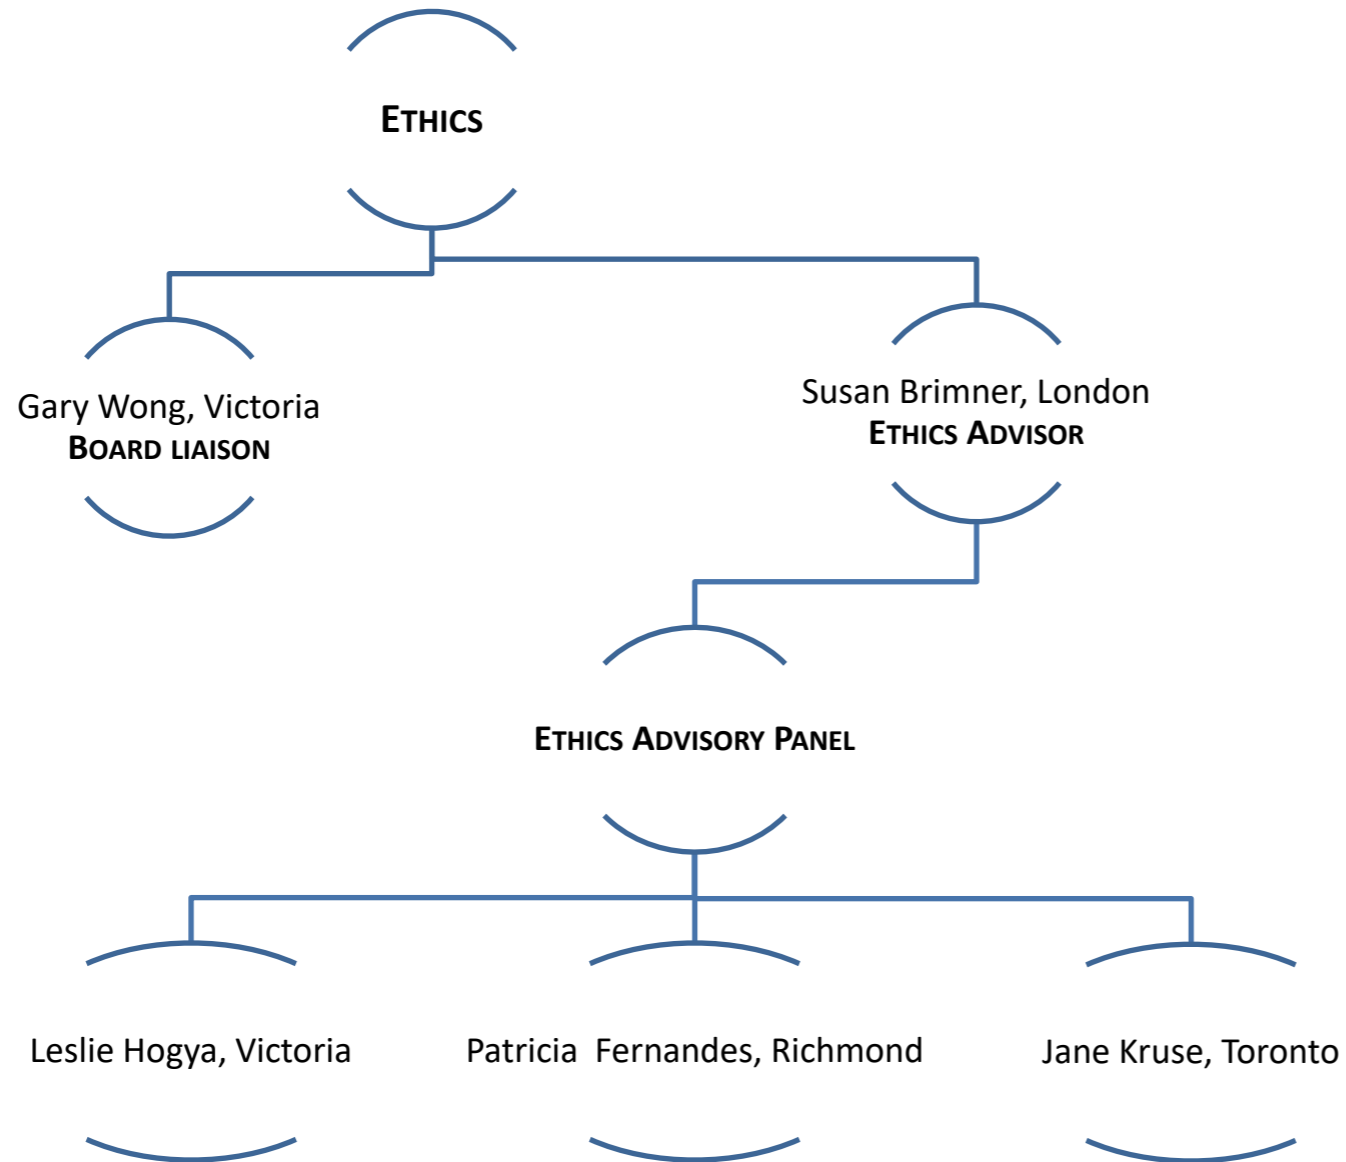 ETHICS
Gary Wong, Victoria
BOARD LIAISON
Susan Brimner, London
ETHICS ADVISOR
ETHICS ADVISORY PANEL
Leslie Hogya, Victoria
Patricia  Fernandes, Richmond
Jane Kruse, Toronto